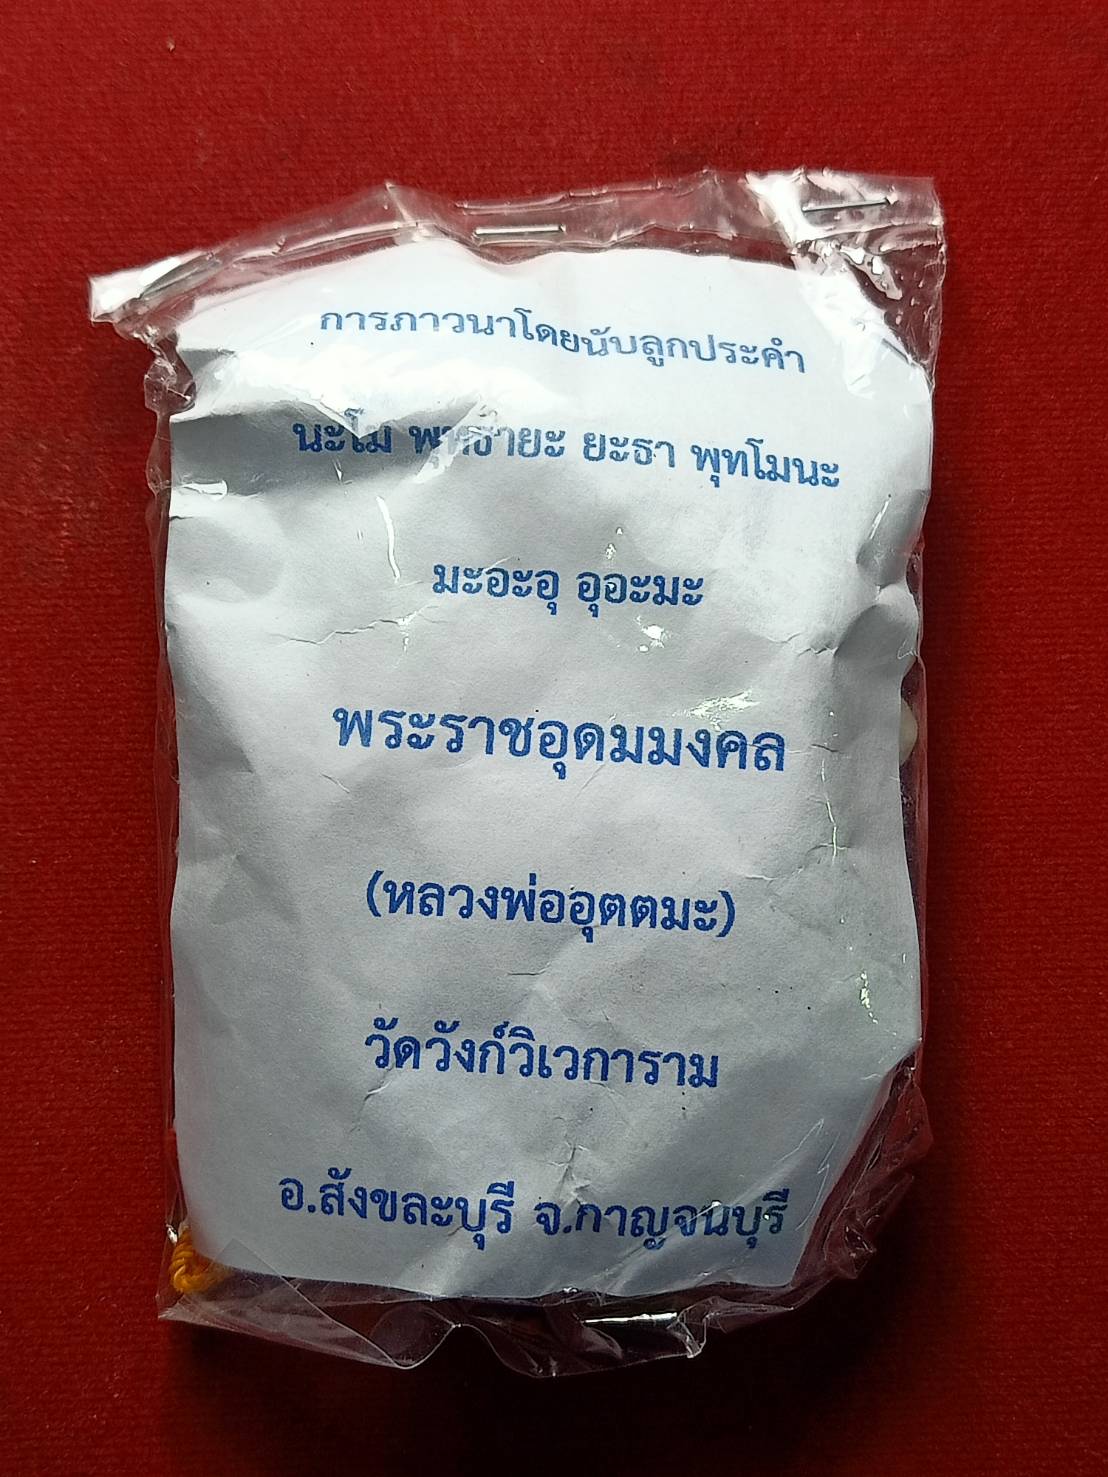 การภาวนาโดยนับลูกประคำ
นะโม พุทธายะ ยะธา พุทโมนะ
มะอะอุ อุอะมะ
พระราชอุดมมงคล
(หลวงพ่ออุตตมะ)
วัดวังก์วิเวการาม
อ.สังขละบุรี จ.กาญจนบุรี